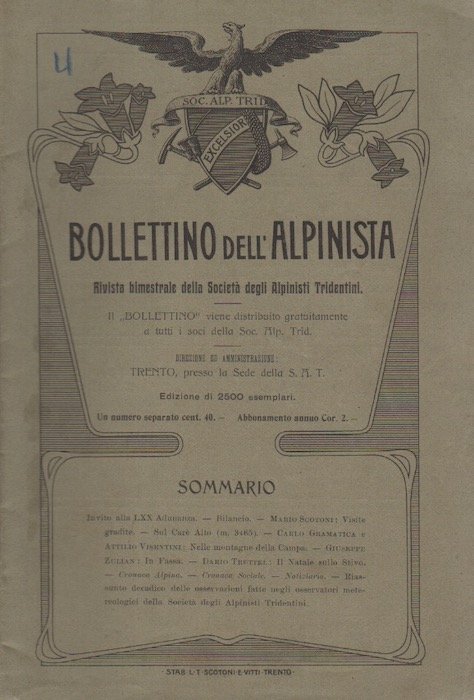 4
SOC. ALP. TRID
EXCELSIOR
BOLLETTINO DELL'ALPINISTA
Rivista bimestrale della Società degli Alpinisti Tridentini.
Il „BOLLETTINO" viene distribuito gratuitamente
a tutti i soci della Soc. Alp. Trid.
DIREZIONE ED AMMINISTRAZIONE:
TRENTO, presso la Sede della S. A. T.
Edizione di 2500 esemplari.
Un numero separato cent. 40. — Abbonamento annuo Cor. 2. —
SOMMARIO
Invito alla LXX Adunanza. — Bilancio. — MARIO SCOTONI: Visite
gradite. — Sul Carè Alto (m. 3465). — CARLO GRAMATICA e
ATTILIO VISENTINI: Nelle montagne della Campa. — GIUSEPPE
ZULIAN: In Fassa. — DARIO TRETTEL: Il Natale sullo Stivo.
— Cronaca Alpina. — Cronaca Sociale. — Notiziario. — Rias-
sunto decadico delle osservazioni fatte negli osservatori mete-
reologici della Società degli Alpinisti Tridentini.
STAB. L. T. SCOTONI E VITTI TRENTO